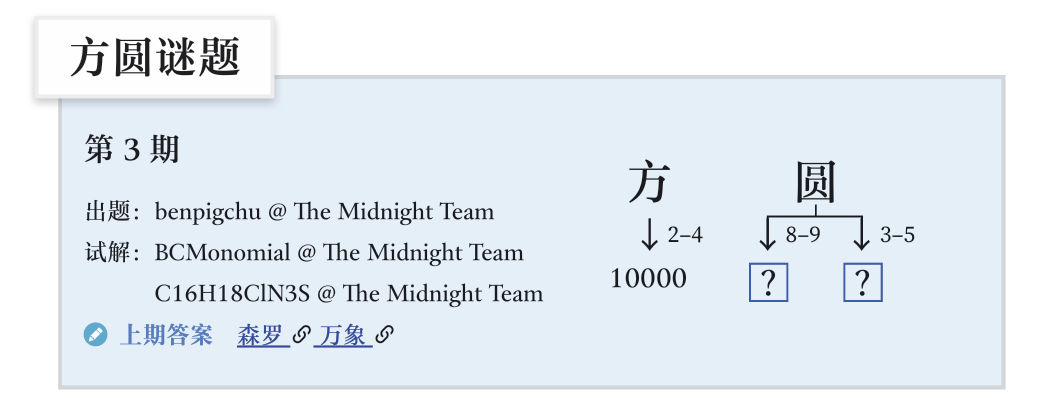 方圆谜题
第 3 期
出题：benpigchu @ The Midnight Team
试解：BCMonomial @ The Midnight Team
C16H18ClN3S @ The Midnight Team
上期答案 森罗 万象
方 圆
2–4 8–9 3–5
10000 ? ?